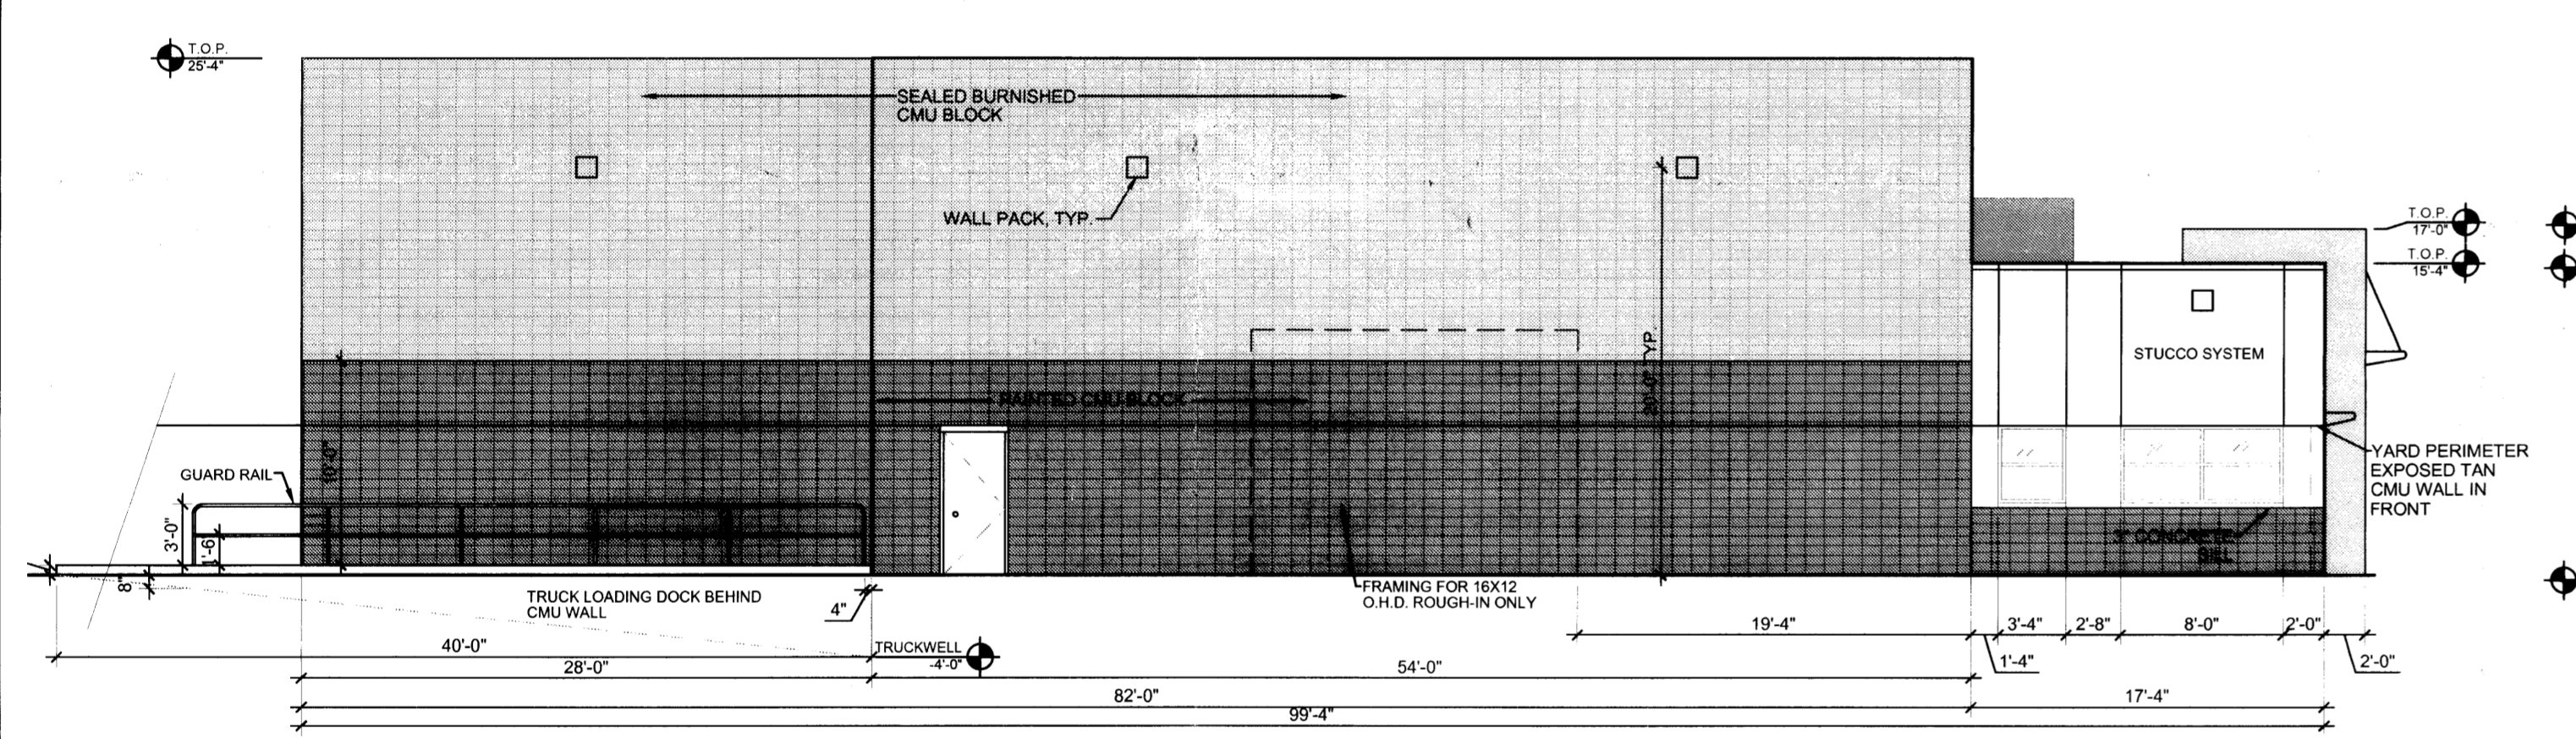 T.O.P.
25'-4"
SEALED BURNISHED
CMU BLOCK
WALL PACK, TYP.
T.O.P.
17'-0"
T.O.P.
15'-4"
STUCCO SYSTEM
20'-0" TYP.
PAINTED CMU BLOCK
10'-0"
GUARD RAIL
3'-0"
1'-6"
8"
YARD PERIMETER
EXPOSED TAN
CMU WALL IN
FRONT
3" CONCRETE
SILL
TRUCK LOADING DOCK BEHIND
CMU WALL
4"
FRAMING FOR 16X12
O.H.D. ROUGH-IN ONLY
19'-4"
3'-4"
2'-8"
8'-0"
2'-0"
40'-0"
TRUCKWELL
-4'-0"
1'-4"
2'-0"
28'-0"
54'-0"
82'-0"
17'-4"
99'-4"